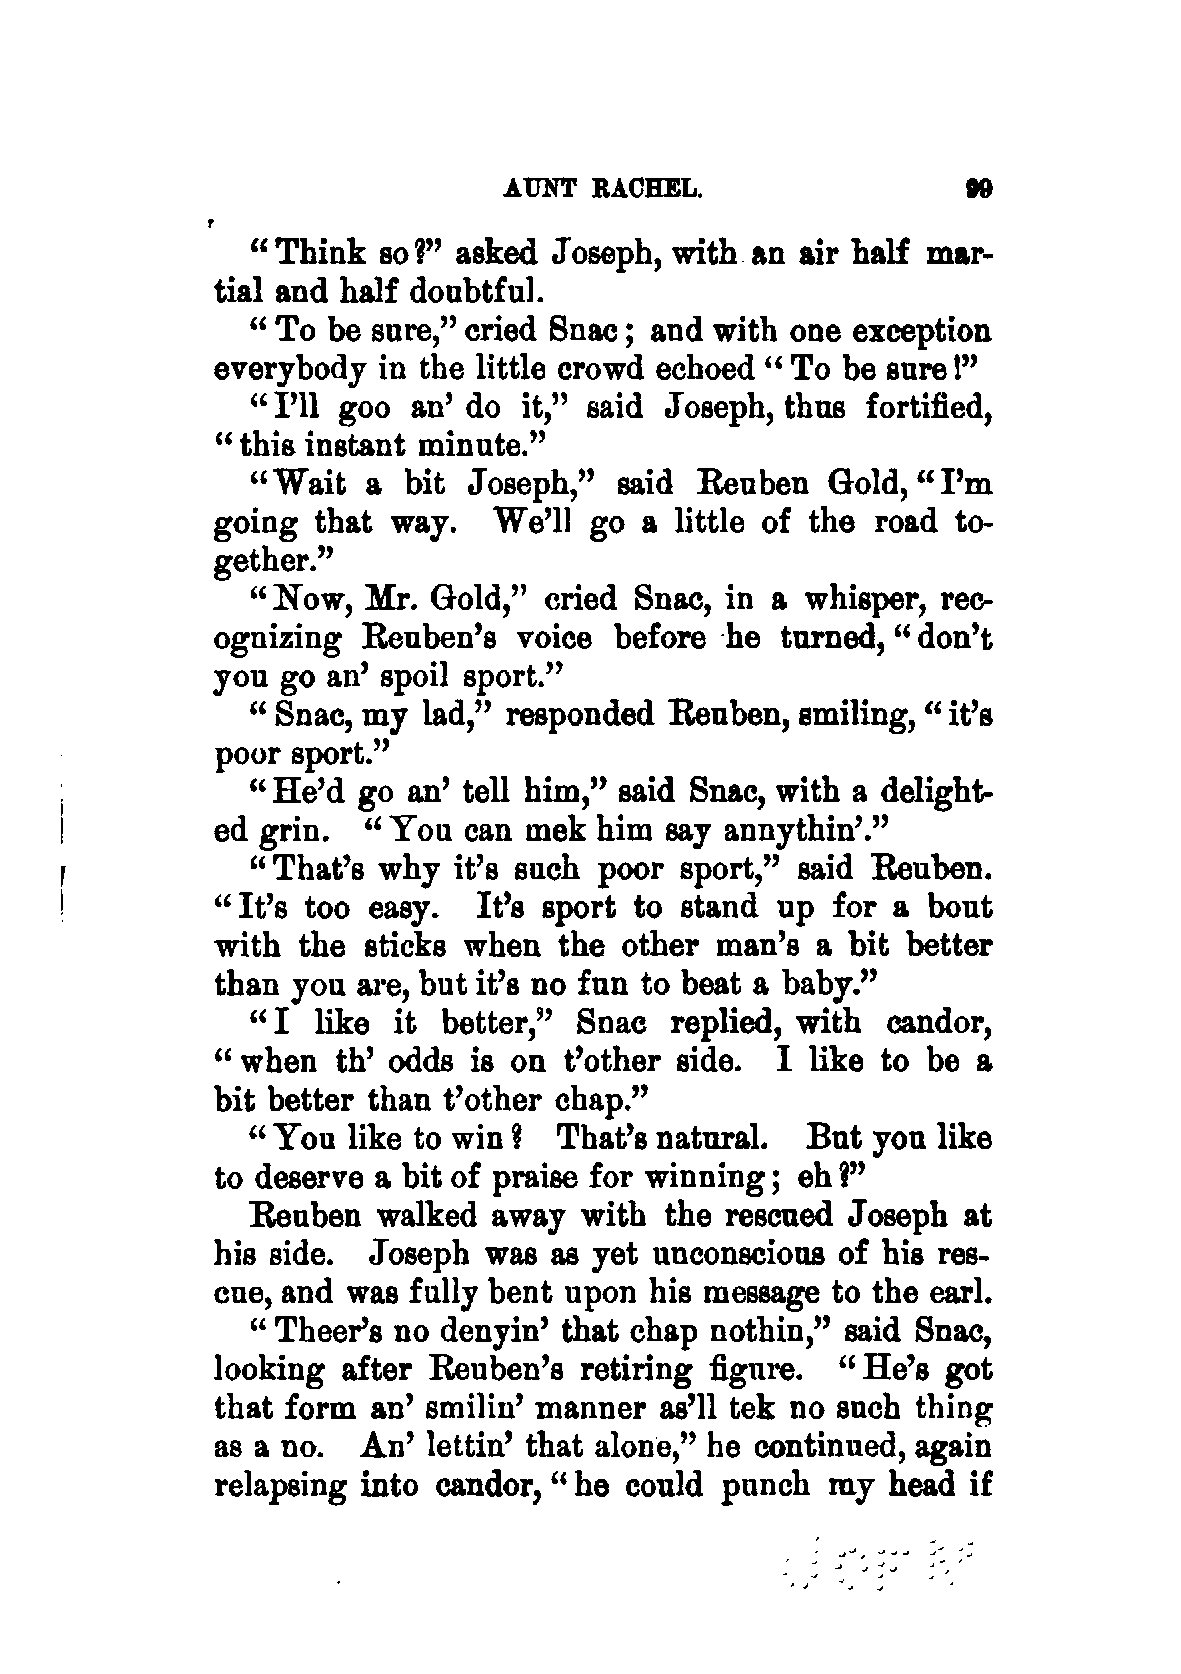 AUNT RACHEL. 99
“Think so?” asked Joseph, with an air half mar-
tial and half doubtful.
“To be sure,” cried Snac; and with one exception
everybody in the little crowd echoed “To be sure!”
“I’ll goo an’ do it,” said Joseph, thus fortified,
“this instant minute.”
“Wait a bit Joseph,” said Reuben Gold, “I’m
going that way. We’ll go a little of the road to-
gether.”
“Now, Mr. Gold,” cried Snac, in a whisper, rec-
ognizing Reuben’s voice before he turned, “don’t
you go an’ spoil sport.”
“Snac, my lad,” responded Reuben, smiling, “it’s
poor sport.”
“He’d go an’ tell him,” said Snac, with a delight-
ed grin. “You can mek him say annythin’.”
“That’s why it’s such poor sport,” said Reuben.
“It’s too easy. It’s sport to stand up for a bout
with the sticks when the other man’s a bit better
than you are, but it’s no fun to beat a baby.”
“I like it better,” Snac replied, with candor,
“when th’ odds is on t’other side. I like to be a
bit better than t’other chap.”
“You like to win? That’s natural. But you like
to deserve a bit of praise for winning; eh?”
Reuben walked away with the rescued Joseph at
his side. Joseph was as yet unconscious of his res-
cue, and was fully bent upon his message to the earl.
“Theer’s no denyin’ that chap nothin,” said Snac,
looking after Reuben’s retiring figure. “He’s got
that form an’ smilin’ manner as’ll tek no such thing
as a no. An’ lettin’ that alone,” he continued, again
relapsing into candor, “he could punch my head if